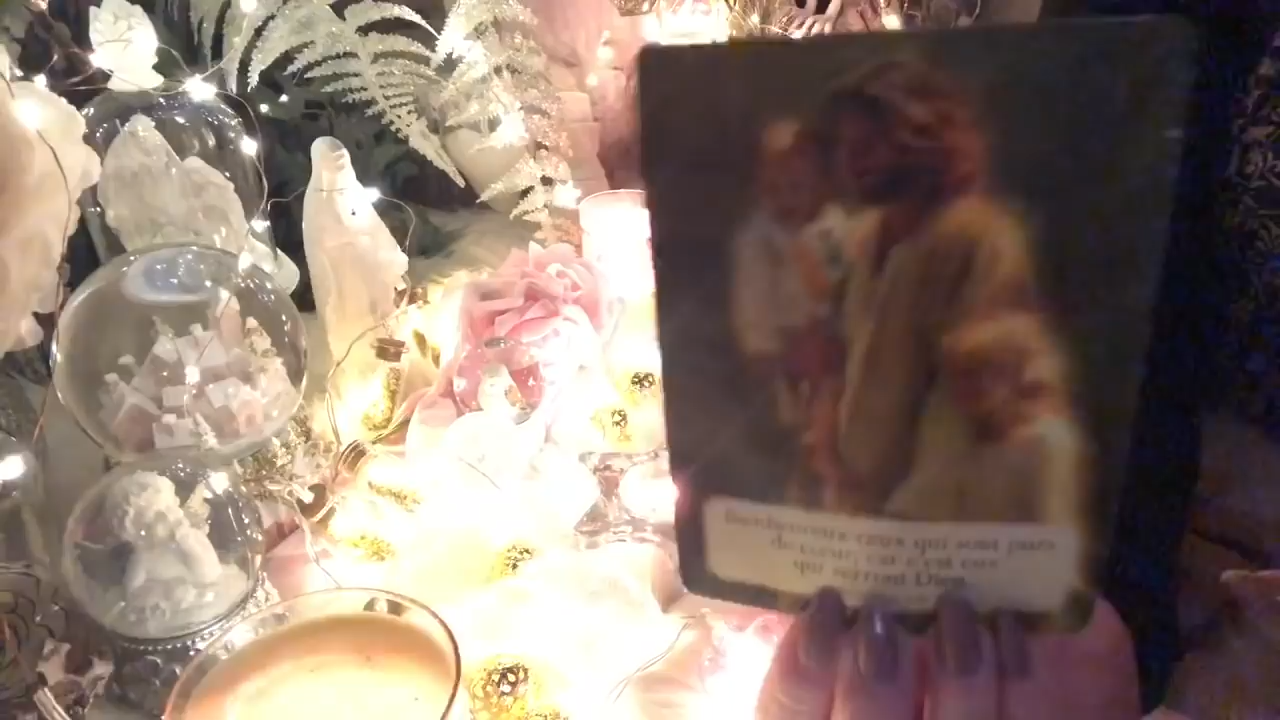 Bienheureux ceux qui sont purs
de cœur, car c'est eux
qui verront Dieu.